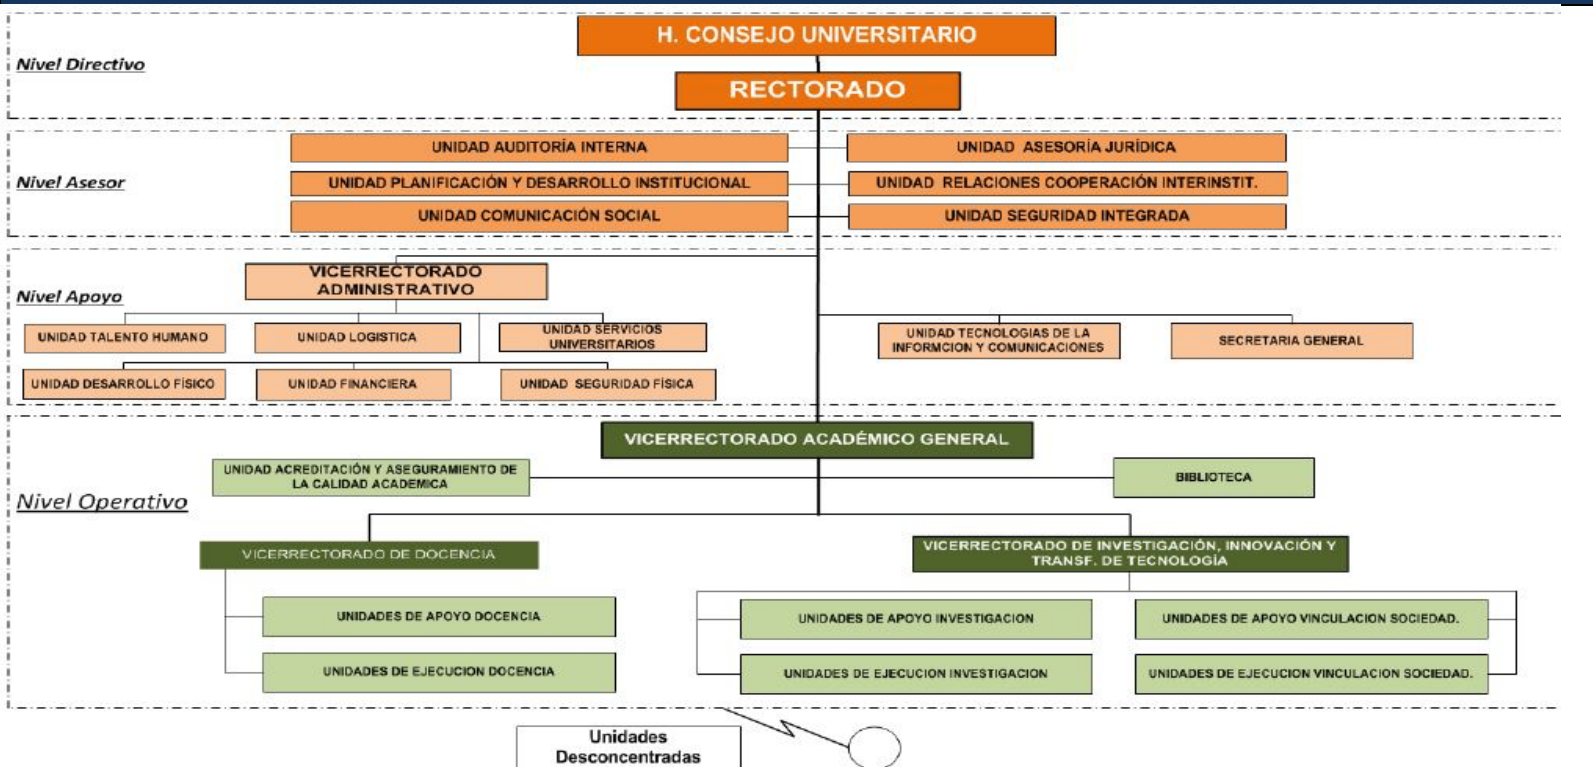 H. CONSEJO UNIVERSITARIO
Nivel Directivo
RECTORADO
UNIDAD AUDITORÍA INTERNA
UNIDAD ASESORÍA JURÍDICA
Nivel Asesor
UNIDAD PLANIFICACIÓN Y DESARROLLO INSTITUCIONAL
UNIDAD RELACIONES COOPERACIÓN INTERINSTIT.
UNIDAD COMUNICACIÓN SOCIAL
UNIDAD SEGURIDAD INTEGRADA
VICERRECTORADO
ADMINISTRATIVO
Nivel Apoyo
UNIDAD TALENTO HUMANO
UNIDAD LOGISTICA
UNIDAD SERVICIOS
UNIVERSITARIOS
UNIDAD TECNOLOGIAS DE LA
INFORMCION Y COMUNICACIONES
SECRETARIA GENERAL
UNIDAD DESARROLLO FÍSICO
UNIDAD FINANCIERA
UNIDAD SEGURIDAD FÍSICA
VICERRECTORADO ACADÉMICO GENERAL
UNIDAD ACREDITACIÓN Y ASEGURAMIENTO DE
LA CALIDAD ACADEMICA
BIBLIOTECA
Nivel Operativo
VICERRECTORADO DE DOCENCIA
VICERRECTORADO DE INVESTIGACIÓN, INNOVACIÓN Y
TRANSF. DE TECNOLOGÍA
UNIDADES DE APOYO DOCENCIA
UNIDADES DE APOYO INVESTIGACION
UNIDADES DE APOYO VINCULACION SOCIEDAD.
UNIDADES DE EJECUCION DOCENCIA
UNIDADES DE EJECUCION INVESTIGACION
UNIDADES DE EJECUCION VINCULACION SOCIEDAD.
Unidades
Desconcentradas